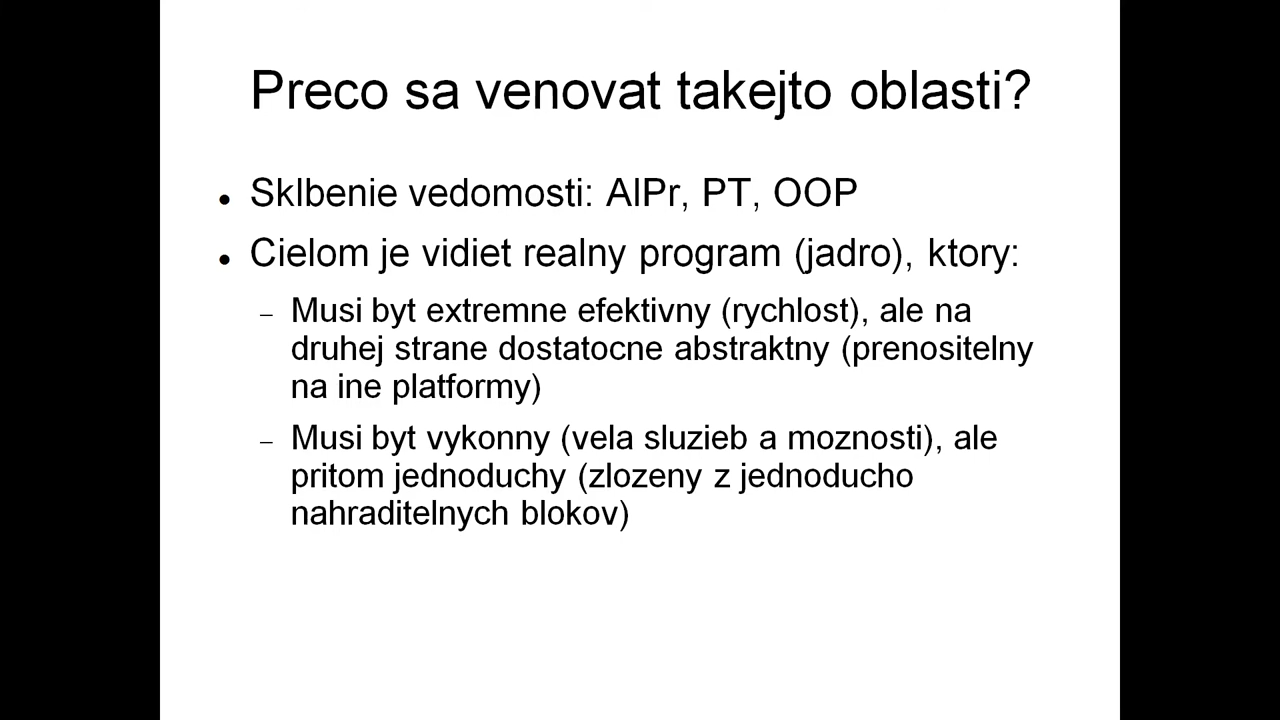 Preco sa venovat takejto oblasti?
● Sklbenie vedomosti: AlPr, PT, OOP
● Cielom je vidiet realny program (jadro), ktory:
– Musi byt extremne efektivny (rychlost), ale na
druhej strane dostatocne abstraktny (prenositelny
na ine platformy)
– Musi byt vykonny (vela sluzieb a moznosti), ale
pritom jednoduchy (zlozeny z jednoducho
nahraditelnych blokov)